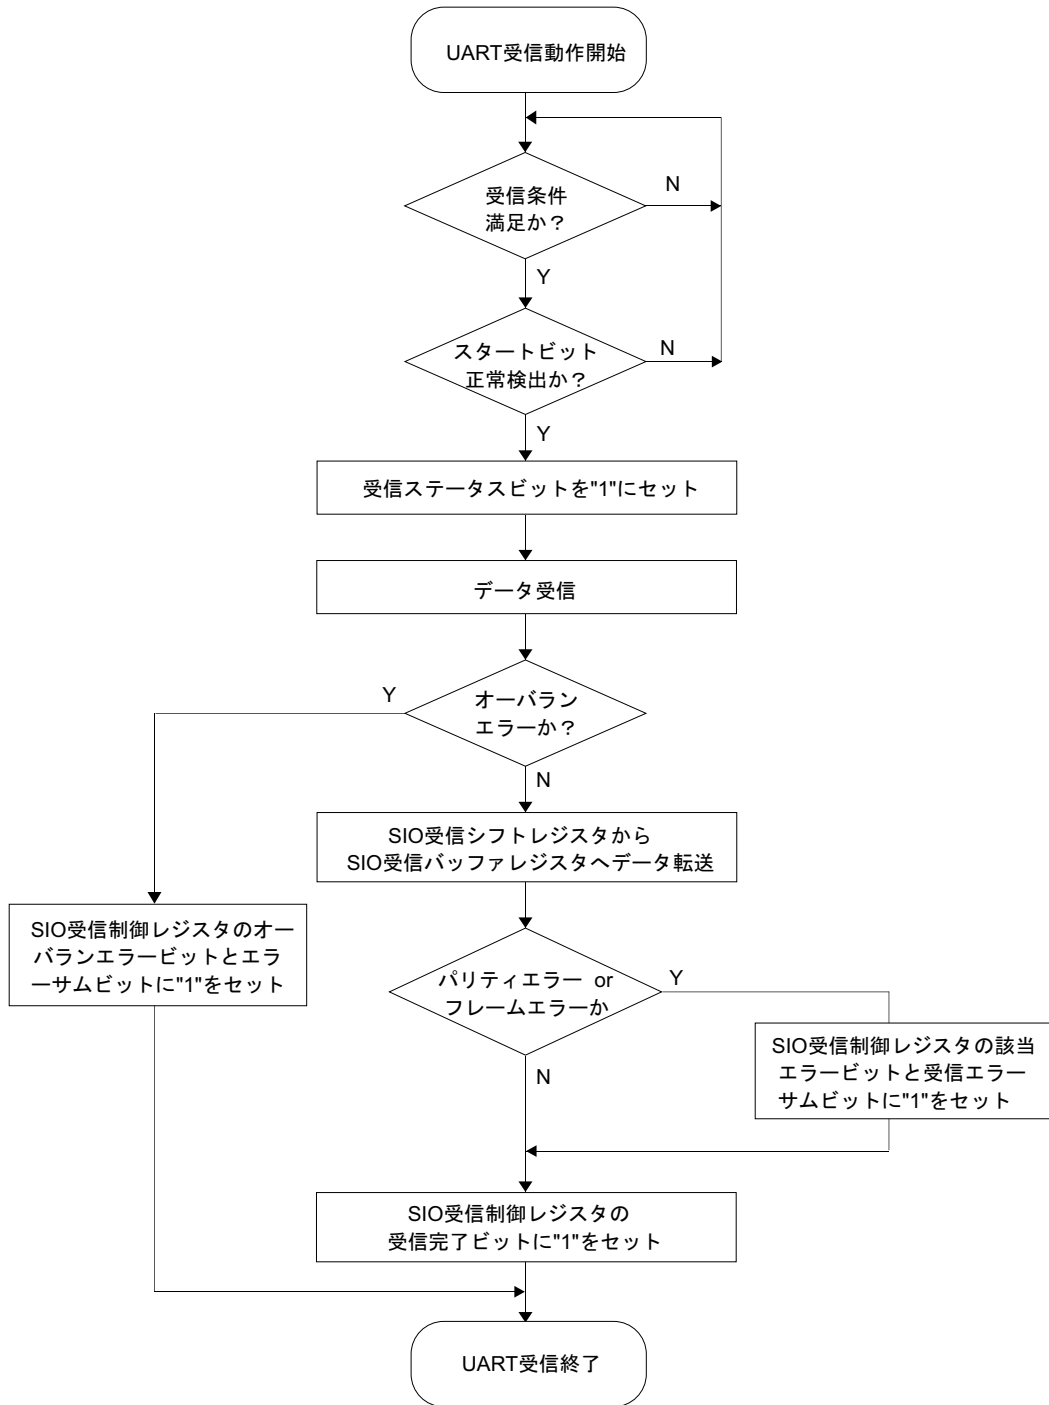 UART受信動作開始
受信条件
満足か？
N
Y
スタートビット
正常検出か？
N
Y
受信ステータスビットを"1"にセット
データ受信
オーバラン
エラーか？
Y
N
SIO受信シフトレジスタから
SIO受信バッファレジスタへデータ転送
SIO受信制御レジスタのオー
バランエラービットとエラ
ーサムビットに"1"をセット
パリティエラー or
フレームエラーか
Y
N
SIO受信制御レジスタの該当
エラービットと受信エラー
サムビットに"1"をセット
SIO受信制御レジスタの
受信完了ビットに"1"をセット
UART受信終了